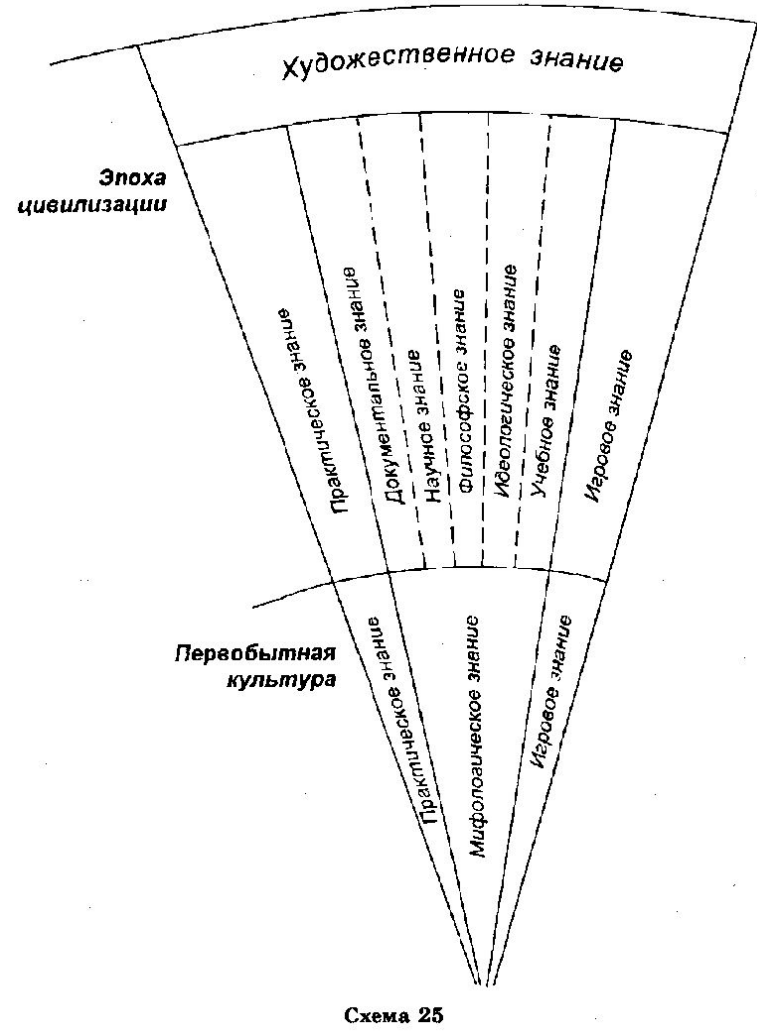 Художественное знание
Эпоха
цивилизации
Практическое знание
Документальное знание
Научное знание
Философское знание
Идеологическое знание
Учебное знание
Игровое знание
Первобытная
культура
Практическое знание
Мифологическое знание
Игровое знание
Схема 25